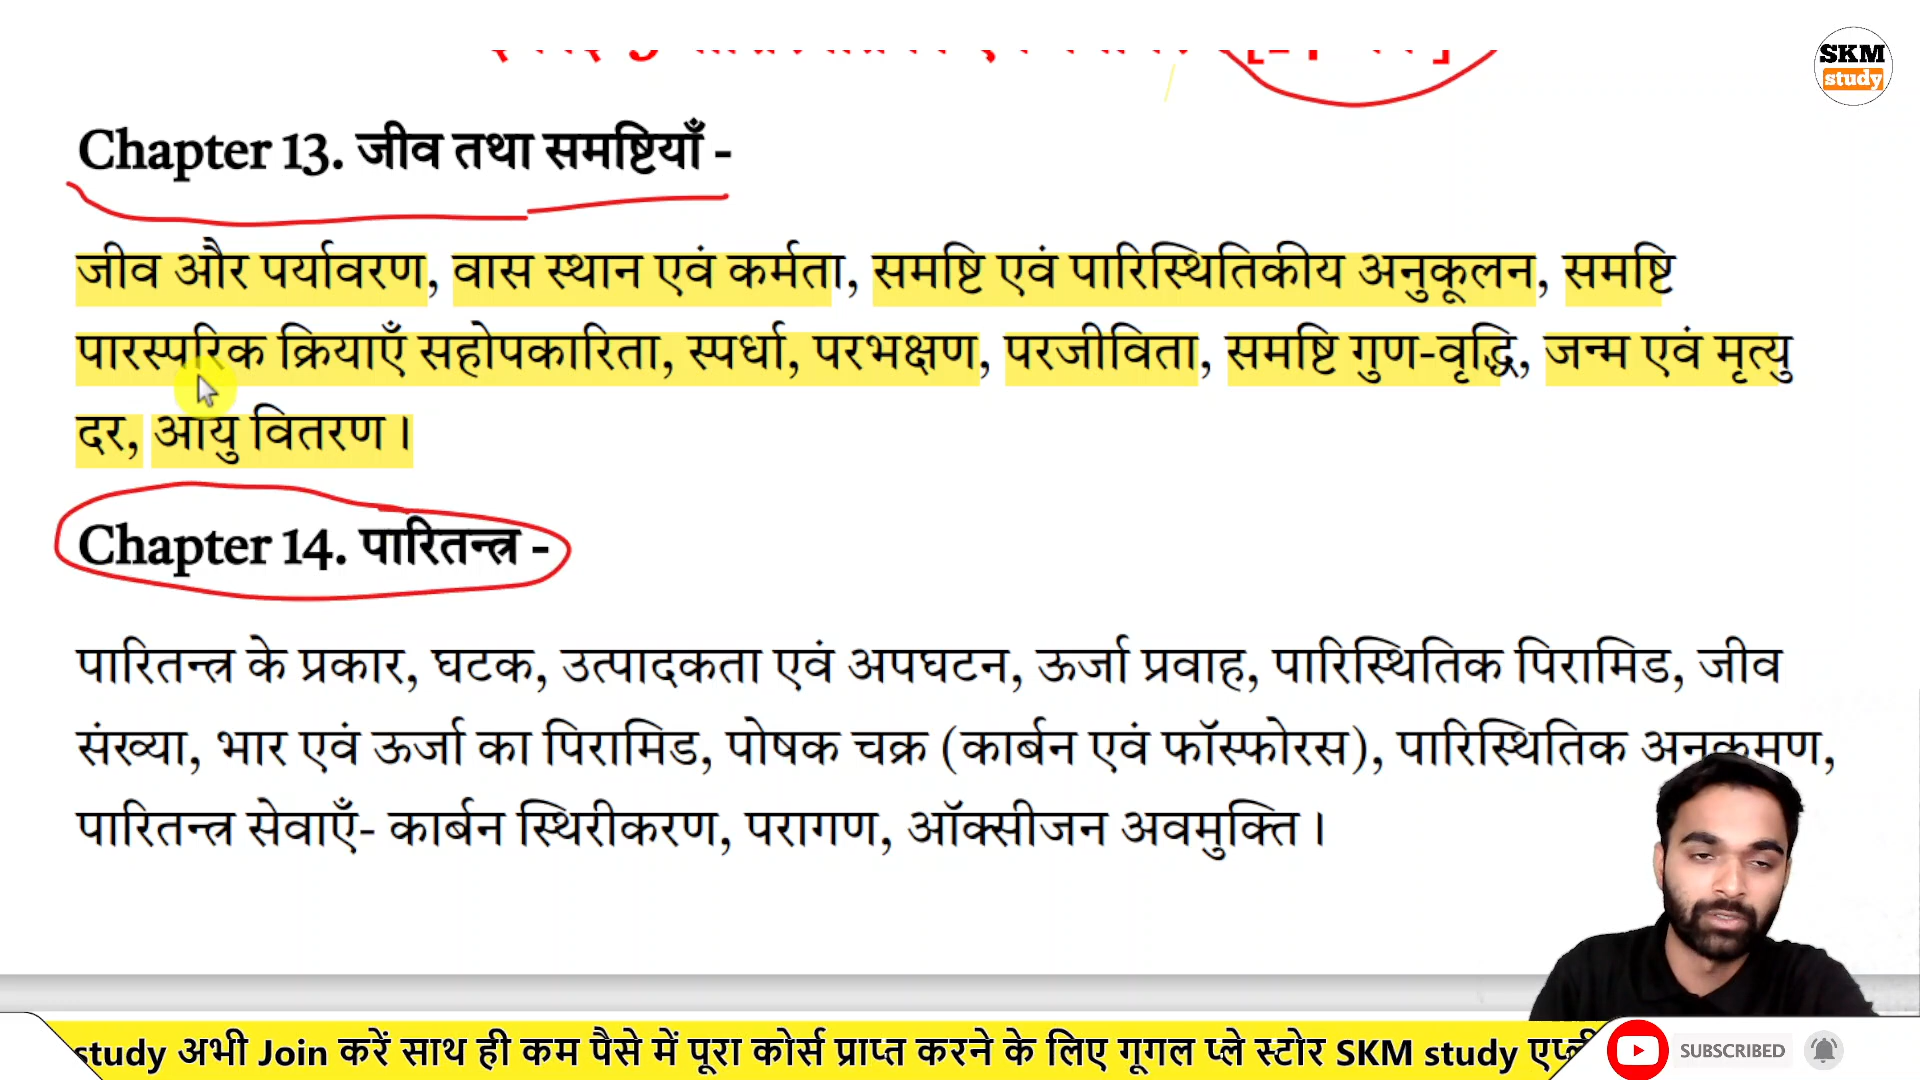 SKM
study
Chapter 13. जीव तथा समष्टियाँ -
जीव और पर्यावरण, वास स्थान एवं कर्मता, समष्टि एवं पारिस्थितिकीय अनुकूलन, समष्टि
पारस्परिक क्रियाएँ सहोपकारिता, स्पर्धा, परभक्षण, परजीविता, समष्टि गुण-वृद्धि, जन्म एवं मृत्यु
दर, आयु वितरण।
Chapter 14. पारितन्त्र -
पारितन्त्र के प्रकार, घटक, उत्पादकता एवं अपघटन, ऊर्जा प्रवाह, पारिस्थितिक पिरामिड, जीव
संख्या, भार एवं ऊर्जा का पिरामिड, पोषक चक्र (कार्बन एवं फॉस्फोरस), पारिस्थितिक अनुक्रमण,
पारितन्त्र सेवाएँ- कार्बन स्थिरीकरण, परागण, ऑक्सीजन अवमुक्ति।
study अभी Join करें साथ ही कम पैसे में पूरा कोर्स प्राप्त करने के लिए गूगल प्ले स्टोर SKM study
SUBSCRIBED